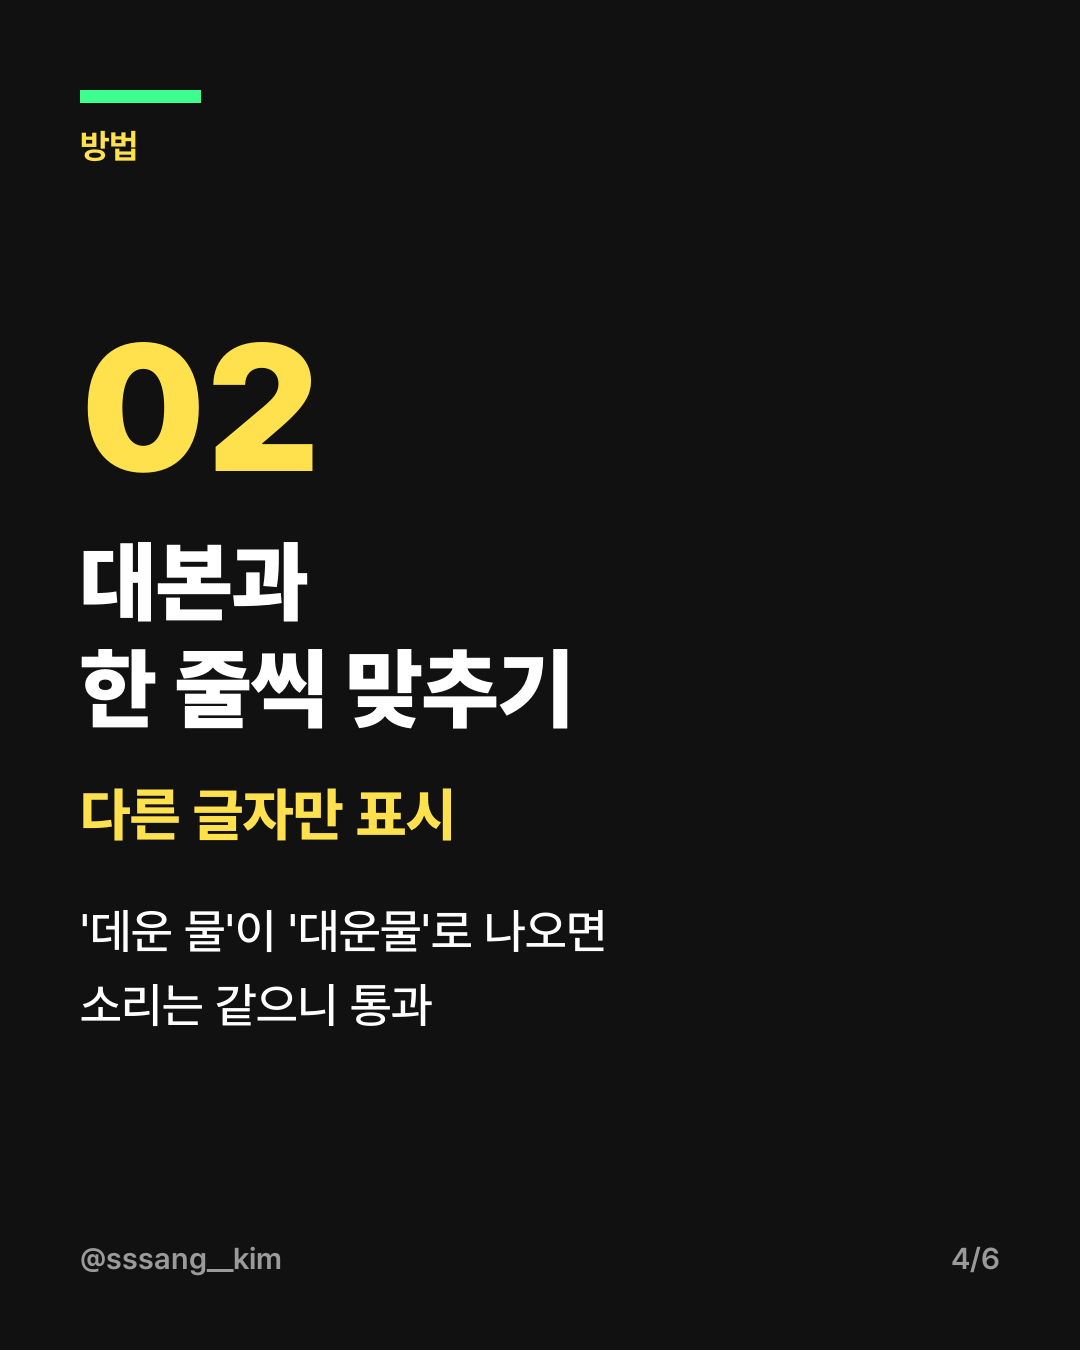 방법
02
대본과
한 줄씩 맞추기
다른 글자만 표시
'데운 물'이 '대운물'로 나오면
소리는 같으니 통과
@sssang__kim
4/6